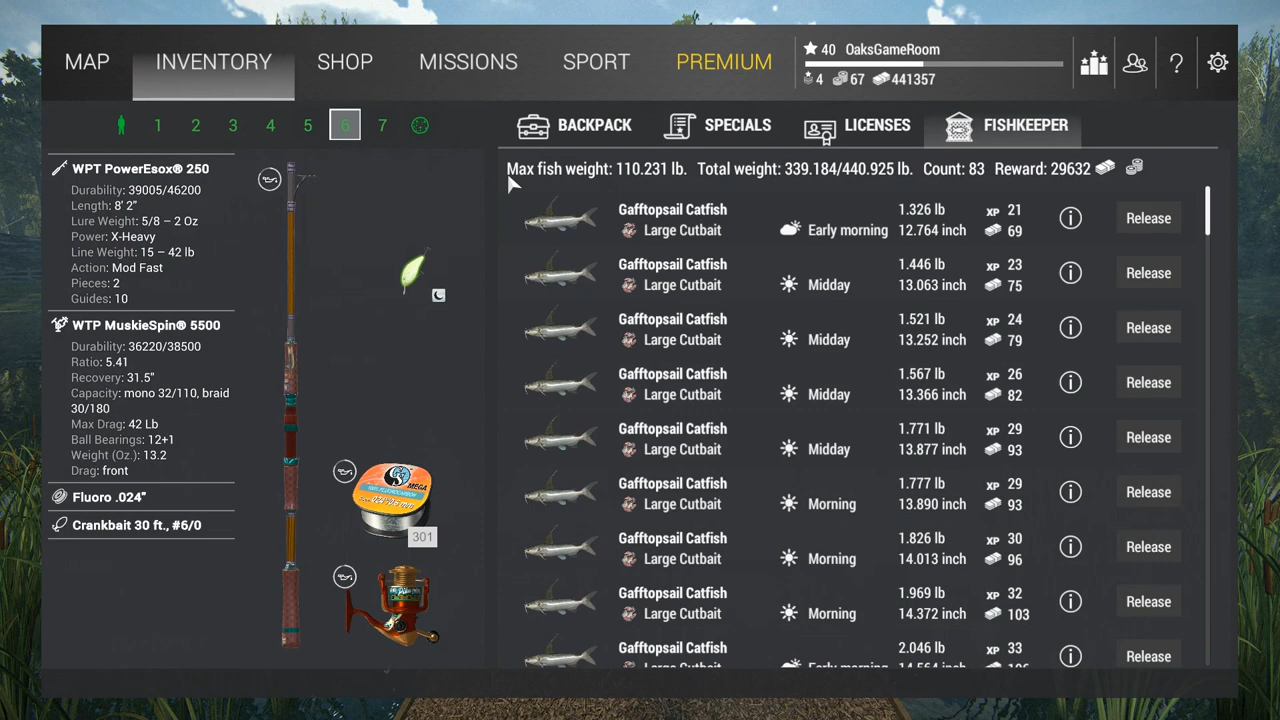 MAP INVENTORY SHOP MISSIONS SPORT PREMIUM
40 OaksGameRoom
4 67 441357
1 2 3 4 5 6 7
BACKPACK SPECIALS LICENSES FISHKEEPER
WPT PowerEsox® 250
Durability: 39005/46200
Length: 8' 2"
Lure Weight: 5/8 – 2 Oz
Power: X-Heavy
Line Weight: 15 – 42 lb
Action: Mod Fast
Pieces: 2
Guides: 10
WTP MuskieSpin® 5500
Durability: 36220/38500
Ratio: 5.41
Recovery: 31.5"
Capacity: mono 32/110, braid
30/180
Max Drag: 42 Lb
Ball Bearings: 12+1
Weight (Oz.): 13.2
Drag: front
Fluoro .024"
Crankbait 30 ft., #6/0
MEGA
301
Max fish weight: 110.231 lb. Total weight: 339.184/440.925 lb. Count: 83 Reward: 29632
Gafftopsail Catfish 1.326 lb XP 21
Large Cutbait Early morning 12.764 inch 69
Release
Gafftopsail Catfish 1.446 lb XP 23
Large Cutbait Midday 13.063 inch 75
Release
Gafftopsail Catfish 1.521 lb XP 24
Large Cutbait Midday 13.252 inch 79
Release
Gafftopsail Catfish 1.567 lb XP 26
Large Cutbait Midday 13.366 inch 82
Release
Gafftopsail Catfish 1.771 lb XP 29
Large Cutbait Midday 13.877 inch 93
Release
Gafftopsail Catfish 1.777 lb XP 29
Large Cutbait Morning 13.890 inch 93
Release
Gafftopsail Catfish 1.826 lb XP 30
Large Cutbait Morning 14.013 inch 96
Release
Gafftopsail Catfish 1.969 lb XP 32
Large Cutbait Morning 14.372 inch 103
Release
Gafftopsail Catfish 2.046 lb XP 33
Large Cutbait Early morning 14.564 inch
Release